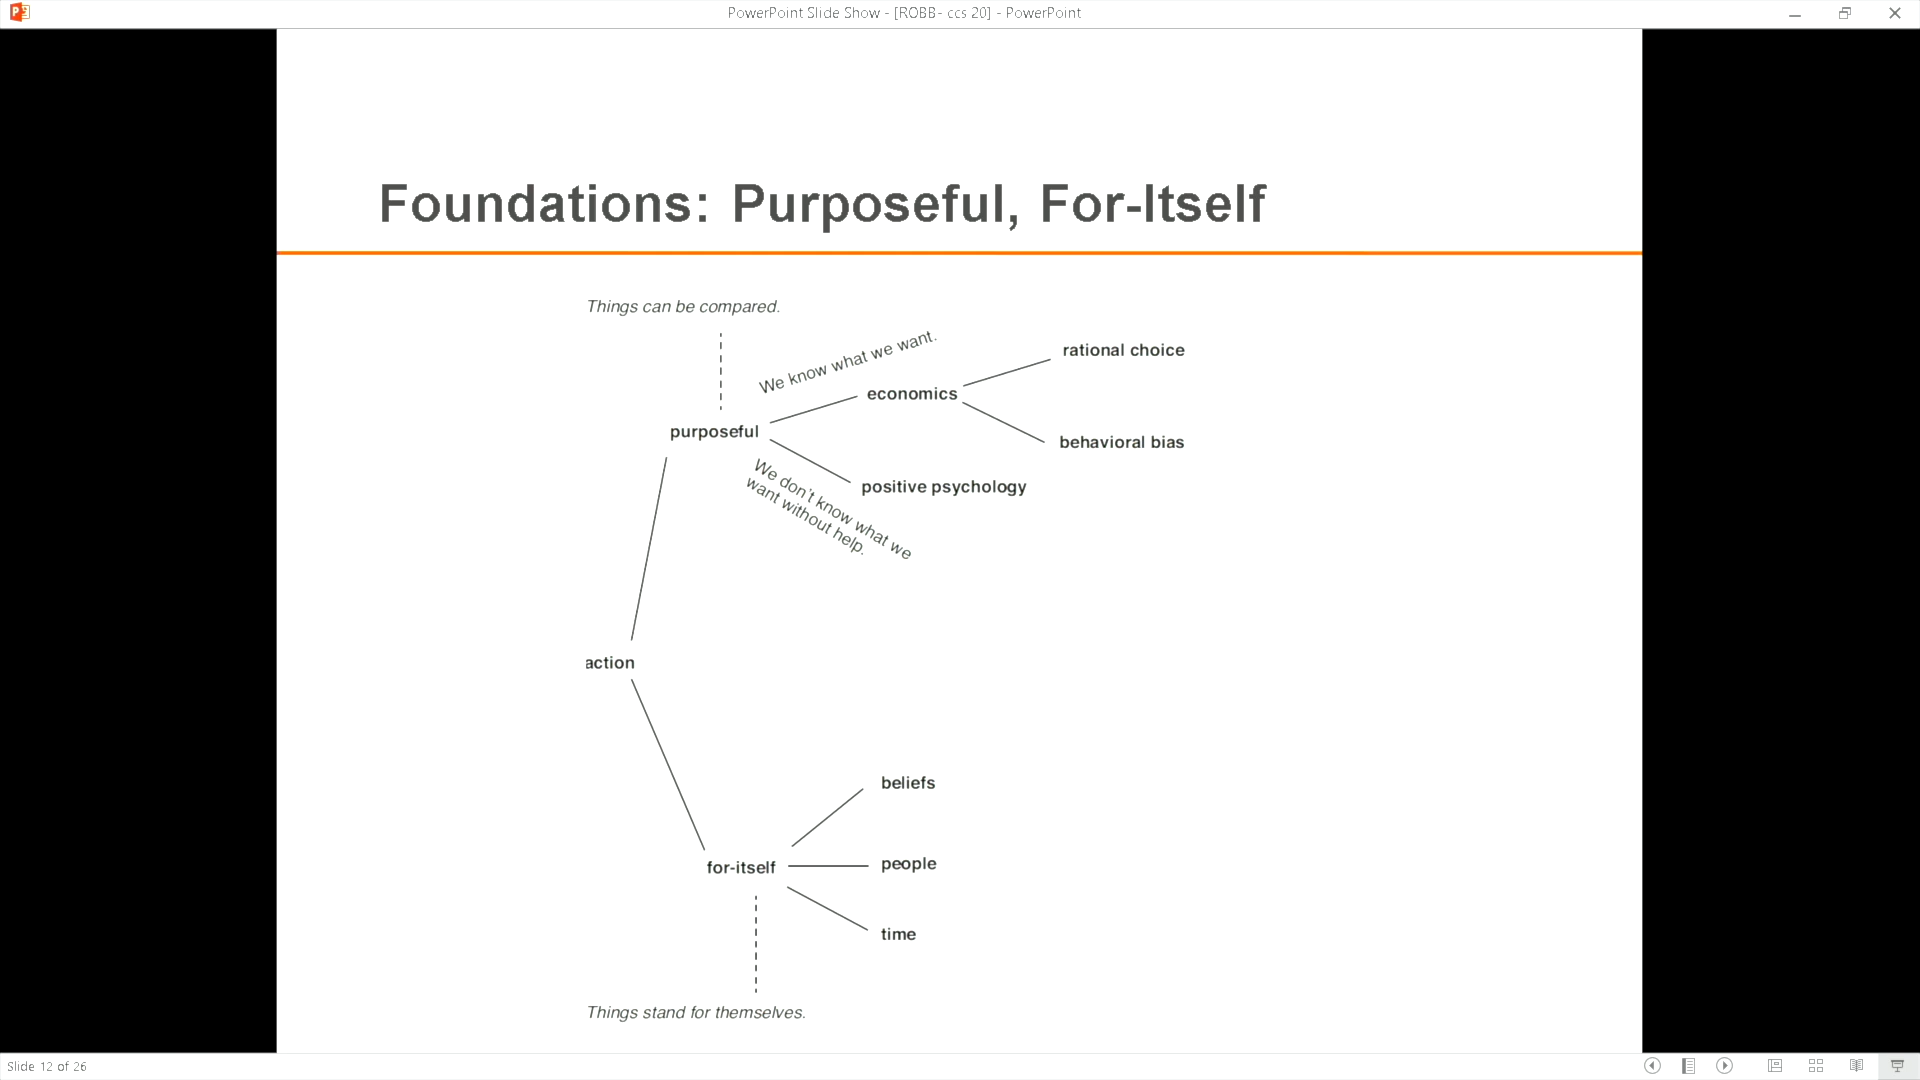 PowerPoint Slide Show - [ROBB- ccs 20] - PowerPoint
Foundations: Purposeful, For-Itself
Things can be compared.
We know what we want.
rational choice
economics
purposeful
behavioral bias
We don't know what we
want without help.
positive psychology
action
beliefs
for-itself
people
time
Things stand for themselves.
Slide 12 of 26